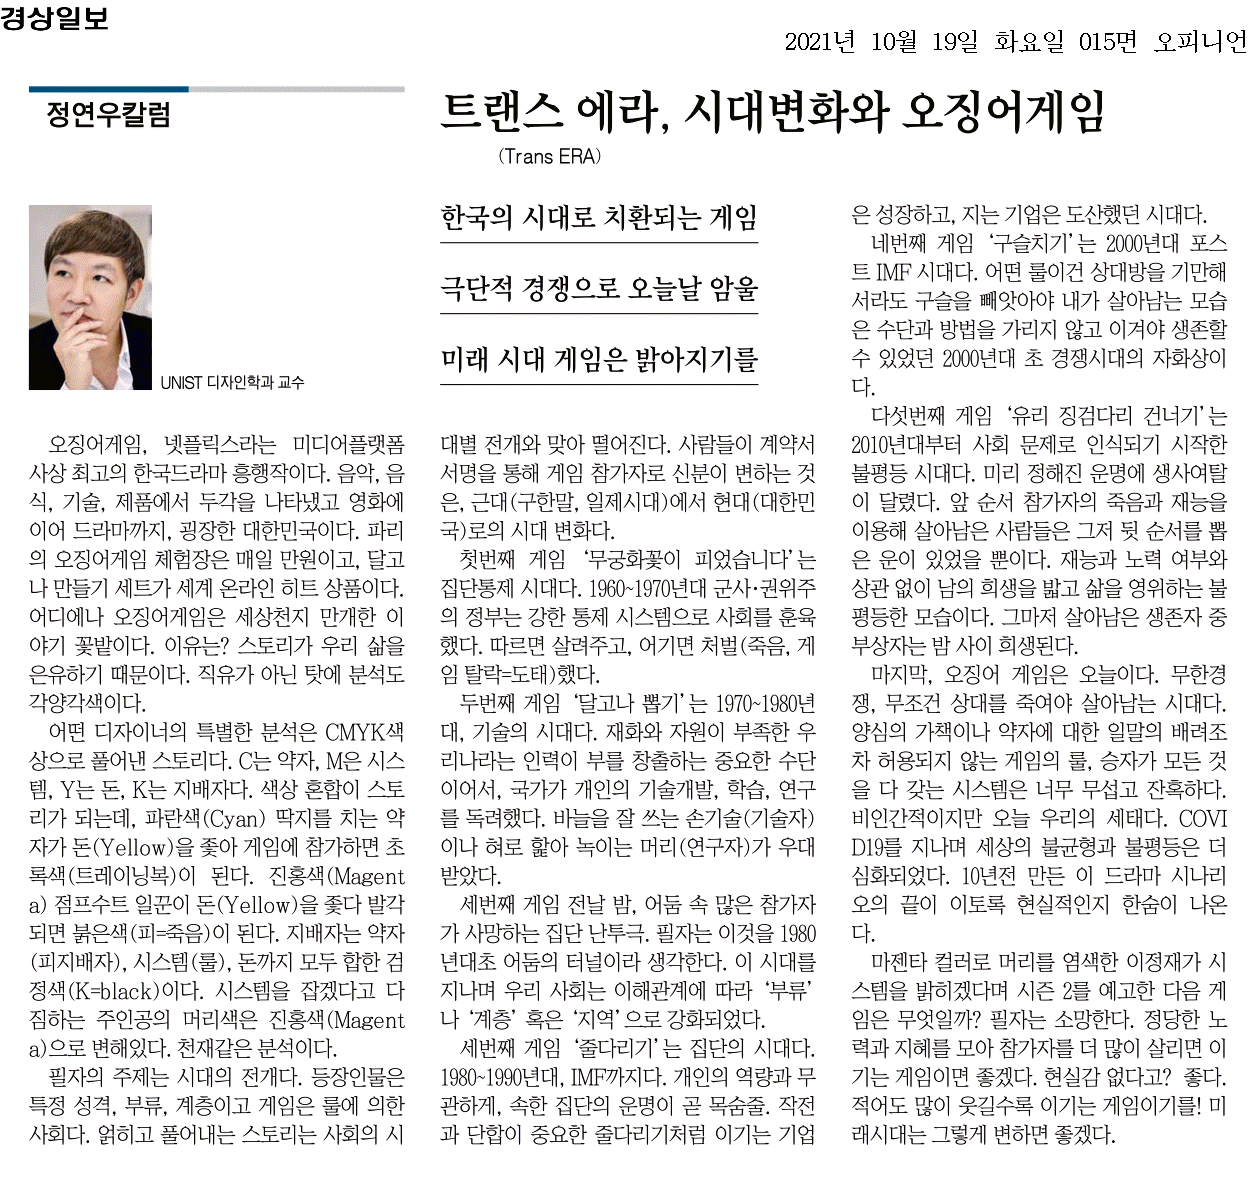 경상일보
2021년 10월 19일 화요일 015면 오피니언
정연우칼럼
트랜스 에라, 시대변화와 오징어게임
(Trans ERA)
UNIST 디자인학과 교수
한국의 시대로 치환되는 게임
극단적 경쟁으로 오늘날 암울
미래 시대 게임은 밝아지기를
오징어게임, 넷플릭스라는 미디어플랫폼
사상 최고의 한국드라마 흥행작이다. 음악, 음
식, 기술, 제품에서 두각을 나타냈고 영화에
이어 드라마까지, 굉장한 대한민국이다. 파리
의 오징어게임 체험장은 매일 만원이고, 달고
나 만들기 세트가 세계 온라인 히트 상품이다.
어디에나 오징어게임은 세상천지 만개한 이
야기 꽃밭이다. 이유는? 스토리가 우리 삶을
은유하기 때문이다. 직유가 아닌 탓에 분석도
각양각색이다.
어떤 디자이너의 특별한 분석은 CMYK색
상으로 풀어낸 스토리다. C는 약자, M은 시스
템, Y는 돈, K는 지배자다. 색상 혼합이 스토
리가 되는데, 파란색(Cyan) 딱지를 치는 약
자가 돈(Yellow)을 좇아 게임에 참가하면 초
록색(트레이닝복)이 된다. 진홍색(Magent
a) 점프수트 일꾼이 돈(Yellow)을 좇다 발각
되면 붉은색(피=죽음)이 된다. 지배자는 약자
(피지배자), 시스템(룰), 돈까지 모두 합한 검
정색(K=black)이다. 시스템을 잡겠다고 다
짐하는 주인공의 머리색은 진홍색(Magent
a)으로 변해있다. 천재같은 분석이다.
필자의 주제는 시대의 전개다. 등장인물은
특정 성격, 부류, 계층이고 게임은 룰에 의한
사회다. 얽히고 풀어내는 스토리는 사회의 시
대별 전개와 맞아 떨어진다. 사람들이 계약서
서명을 통해 게임 참가자로 신분이 변하는 것
은, 근대(구한말, 일제시대)에서 현대(대한민
국)로의 시대 변화다.
첫번째 게임 ‘무궁화꽃이 피었습니다’는
집단통제 시대다. 1960~1970년대 군사·권위주
의 정부는 강한 통제 시스템으로 사회를 훈육
했다. 따르면 살려주고, 어기면 처벌(죽음, 게
임 탈락=도태)했다.
두번째 게임 ‘달고나 뽑기’는 1970~1980년
대, 기술의 시대다. 재화와 자원이 부족한 우
리나라는 인력이 부를 창출하는 중요한 수단
이어서, 국가가 개인의 기술개발, 학습, 연구
를 독려했다. 바늘을 잘 쓰는 손기술(기술자)
이나 혀로 핥아 녹이는 머리(연구자)가 우대
받았다.
세번째 게임 전날 밤, 어둠 속 많은 참가자
가 사망하는 집단 난투극. 필자는 이것을 1980
년대초 어둠의 터널이라 생각한다. 이 시대를
지나며 우리 사회는 이해관계에 따라 ‘부류’
나 ‘계층’ 혹은 ‘지역’으로 강화되었다.
세번째 게임 ‘줄다리기’는 집단의 시대다.
1980~1990년대, IMF까지다. 개인의 역량과 무
관하게, 속한 집단의 운명이 곧 목숨줄. 작전
과 단합이 중요한 줄다리기처럼 이기는 기업
은 성장하고, 지는 기업은 도산했던 시대다.
네번째 게임 ‘구슬치기’는 2000년대 포스
트 IMF 시대다. 어떤 룰이건 상대방을 기만해
서라도 구슬을 빼앗아야 내가 살아남는 모습
은 수단과 방법을 가리지 않고 이겨야 생존할
수 있었던 2000년대 초 경쟁시대의 자화상이
다.
다섯번째 게임 ‘유리 징검다리 건너기’는
2010년대부터 사회 문제로 인식되기 시작한
불평등 시대다. 미리 정해진 운명에 생사여탈
이 달렸다. 앞 순서 참가자의 죽음과 재능을
이용해 살아남은 사람들은 그저 뒷 순서를 뽑
은 운이 있었을 뿐이다. 재능과 노력 여부와
상관 없이 남의 희생을 밟고 삶을 영위하는 불
평등한 모습이다. 그마저 살아남은 생존자 중
부상자는 밤 사이 희생된다.
마지막, 오징어 게임은 오늘이다. 무한경
쟁, 무조건 상대를 죽여야 살아남는 시대다.
양심의 가책이나 약자에 대한 일말의 배려조
차 허용되지 않는 게임의 룰, 승자가 모든 것
을 다 갖는 시스템은 너무 무섭고 잔혹하다.
비인간적이지만 오늘 우리의 세태다. COVI
D19를 지나며 세상의 불균형과 불평등은 더
심화되었다. 10년전 만든 이 드라마 시나리
오의 끝이 이토록 현실적인지 한숨이 나온
다.
마젠타 컬러로 머리를 염색한 이정재가 시
스템을 밝히겠다며 시즌 2를 예고한 다음 게
임은 무엇일까? 필자는 소망한다. 정당한 노
력과 지혜를 모아 참가자를 더 많이 살리면 이
기는 게임이면 좋겠다. 현실감 없다고? 좋다.
적어도 많이 웃길수록 이기는 게임이기를! 미
래시대는 그렇게 변하면 좋겠다.